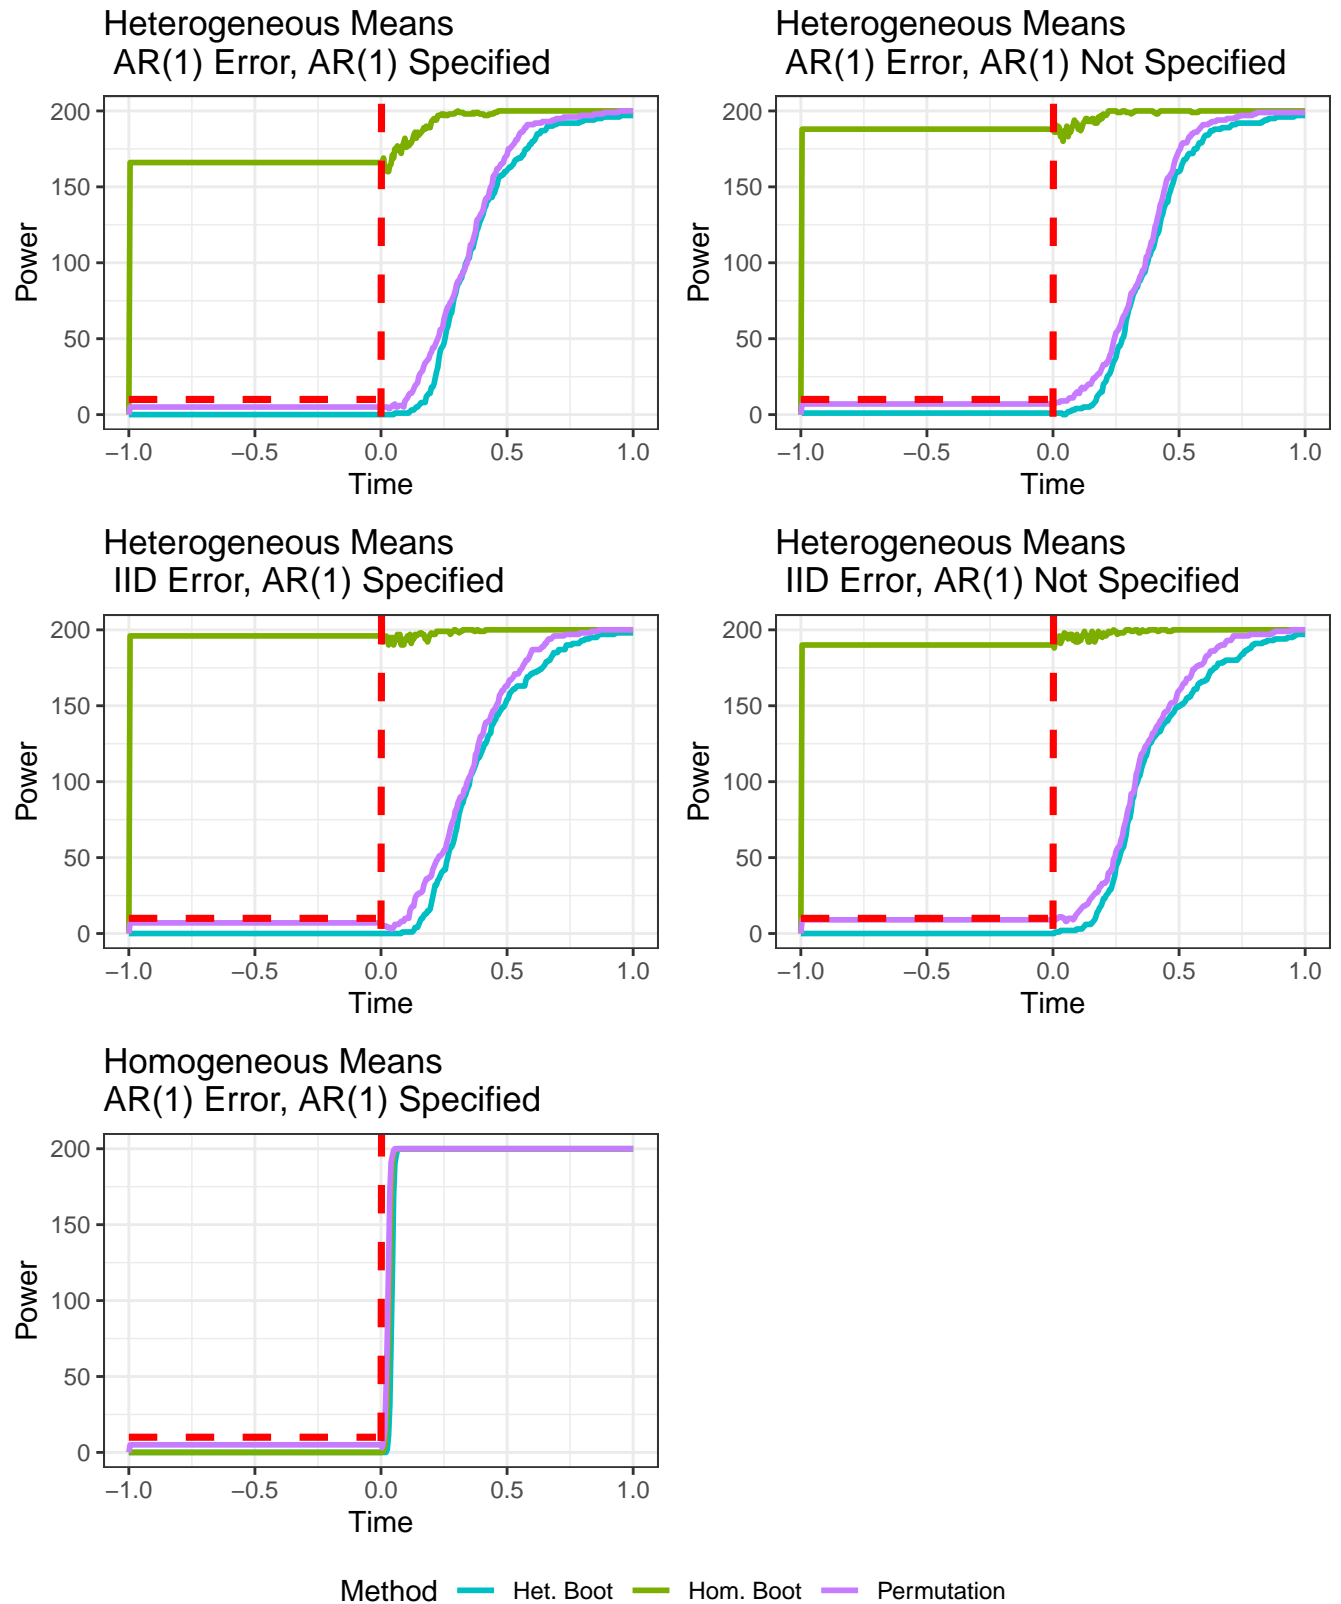 Heterogeneous Means
AR(1) Error, AR(1) Specified
200
150
100
50
0
Power
−1.0 −0.5 0.0 0.5 1.0
Time
Heterogeneous Means
AR(1) Error, AR(1) Not Specified
200
150
100
50
0
Power
−1.0 −0.5 0.0 0.5 1.0
Time
Heterogeneous Means
IID Error, AR(1) Specified
200
150
100
50
0
Power
−1.0 −0.5 0.0 0.5 1.0
Time
Heterogeneous Means
IID Error, AR(1) Not Specified
200
150
100
50
0
Power
−1.0 −0.5 0.0 0.5 1.0
Time
Homogeneous Means
AR(1) Error, AR(1) Specified
200
150
100
50
0
Power
−1.0 −0.5 0.0 0.5 1.0
Time
Method Het. Boot Hom. Boot Permutation